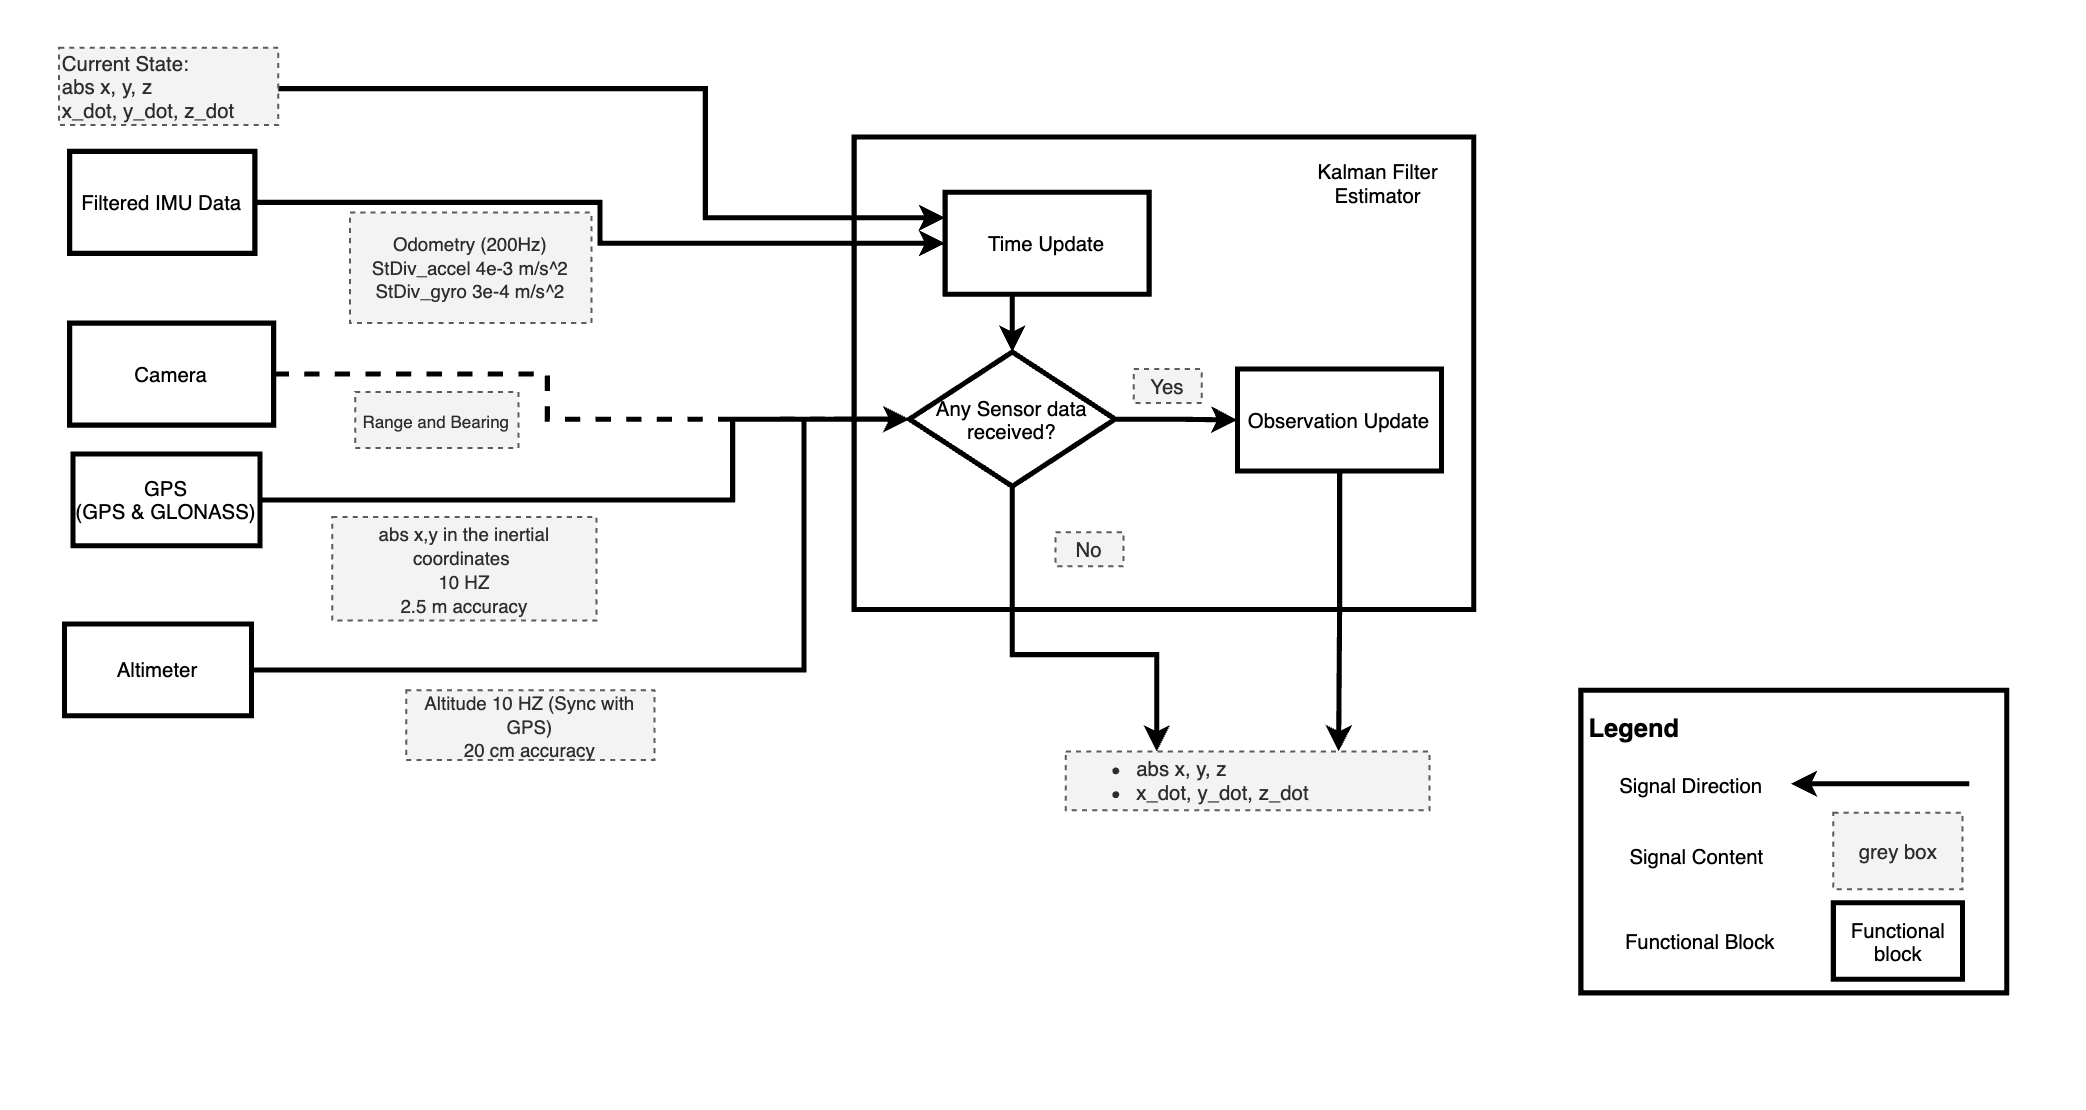 Current State:
abs x, y, z
x_dot, y_dot, z_dot
Filtered IMU Data
Odometry (200Hz)
StDiv_accel 4e-3 m/s^2
StDiv_gyro 3e-4 m/s^2
Camera
Range and Bearing
GPS
(GPS & GLONASS)
abs x,y in the inertial
coordinates
10 HZ
2.5 m accuracy
Altimeter
Altitude 10 HZ (Sync with
GPS)
20 cm accuracy
Kalman Filter
Estimator
Time Update
Any Sensor data
received?
Yes
Observation Update
No
• abs x, y, z
• x_dot, y_dot, z_dot
Legend
Signal Direction
Signal Content
grey box
Functional Block
Functional
block